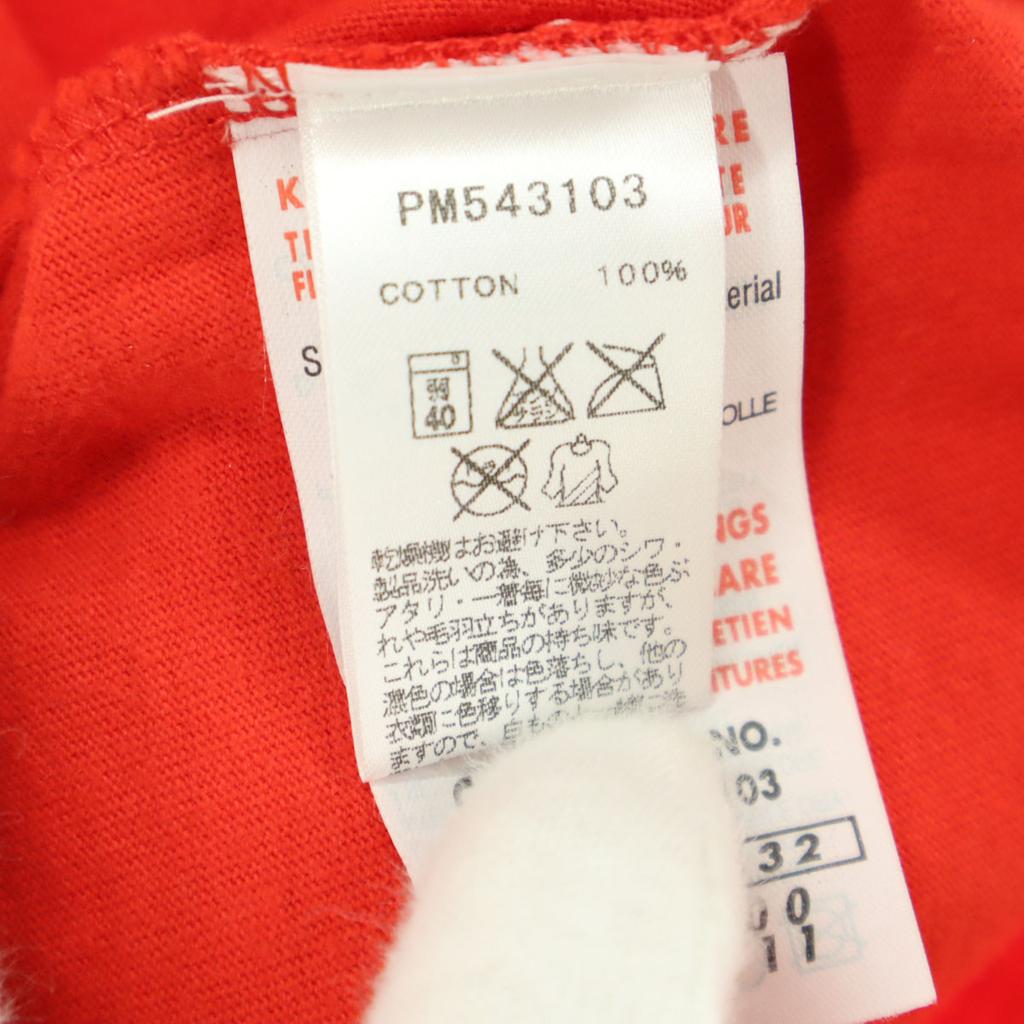 PM543103
COTTON 100%
弱
40
乾燥機はお避け下さい。
製品洗いの為、多少のシワ・
アタリ・一着毎に微妙な色ぶ
れや毛羽立ちがありますが、
これらは商品の持ち味です。
濃色の場合は色落ちし、他の
衣類に色移りする場合があり
ますので、
K
RE
TI
TE
FI
UR
S
erial
OLLE
NGS
ARE
ETIEN
TURES
NO.
03
32
0
11